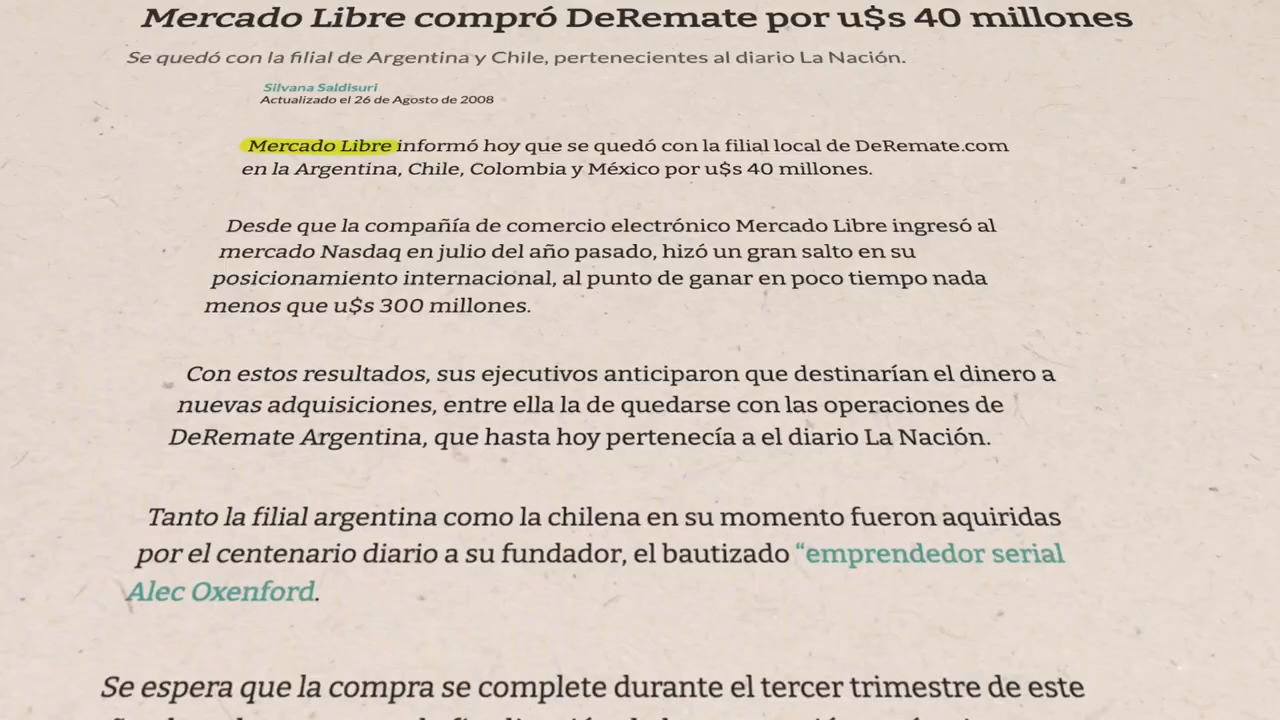 Mercado Libre compró DeRemate por u$s 40 millones
Se quedó con la filial de Argentina y Chile, pertenecientes al diario La Nación.
Silvana Saldisuri
Actualizado el 26 de Agosto de 2008
Mercado Libre informó hoy que se quedó con la filial local de DeRemate.com
en la Argentina, Chile, Colombia y México por u$s 40 millones.
Desde que la compañía de comercio electrónico Mercado Libre ingresó al
mercado Nasdaq en julio del año pasado, hizó un gran salto en su
posicionamiento internacional, al punto de ganar en poco tiempo nada
menos que u$s 300 millones.
Con estos resultados, sus ejecutivos anticiparon que destinarían el dinero a
nuevas adquisiciones, entre ella la de quedarse con las operaciones de
DeRemate Argentina, que hasta hoy pertenecía a el diario La Nación.
Tanto la filial argentina como la chilena en su momento fueron aquiridas
por el centenario diario a su fundador, el bautizado “emprendedor serial
Alec Oxenford.
Se espera que la compra se complete durante el tercer trimestre de este